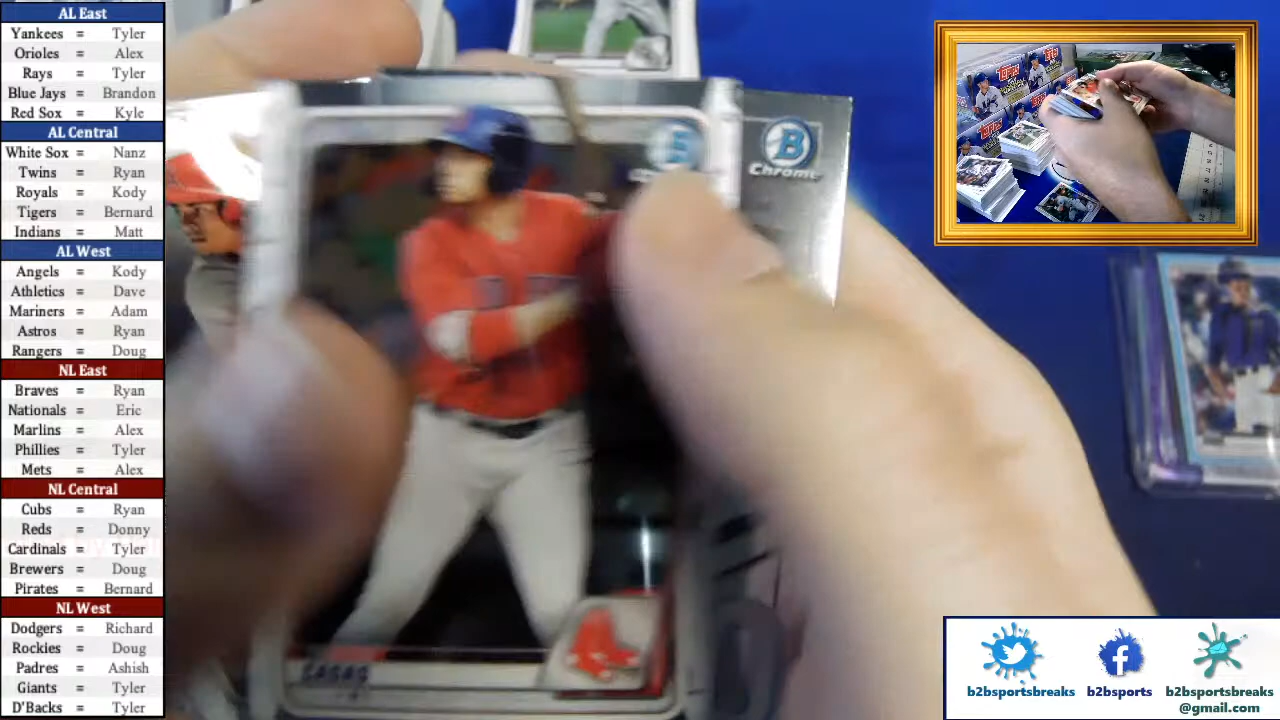 AL East
Yankees = Tyler
Orioles = Alex
Rays = Tyler
Blue Jays = Brandon
Red Sox = Kyle
AL Central
White Sox = Nanz
Twins = Ryan
Royals = Kody
Tigers = Bernard
Indians = Matt
AL West
Angels = Kody
Athletics = Dave
Mariners = Adam
Astros = Ryan
Rangers = Doug
NL East
Braves = Ryan
Nationals = Eric
Marlins = Alex
Phillies = Tyler
Mets = Alex
NL Central
Cubs = Ryan
Reds = Donny
Cardinals = Tyler
Brewers = Doug
Pirates = Bernard
NL West
Dodgers = Richard
Rockies = Doug
Padres = Ashish
Giants = Tyler
D'Backs = Tyler
B
Chrome
CASAS
TOPPS
b2bsportsbreaks
b2bsports
b2bsportsbreaks
@gmail.com